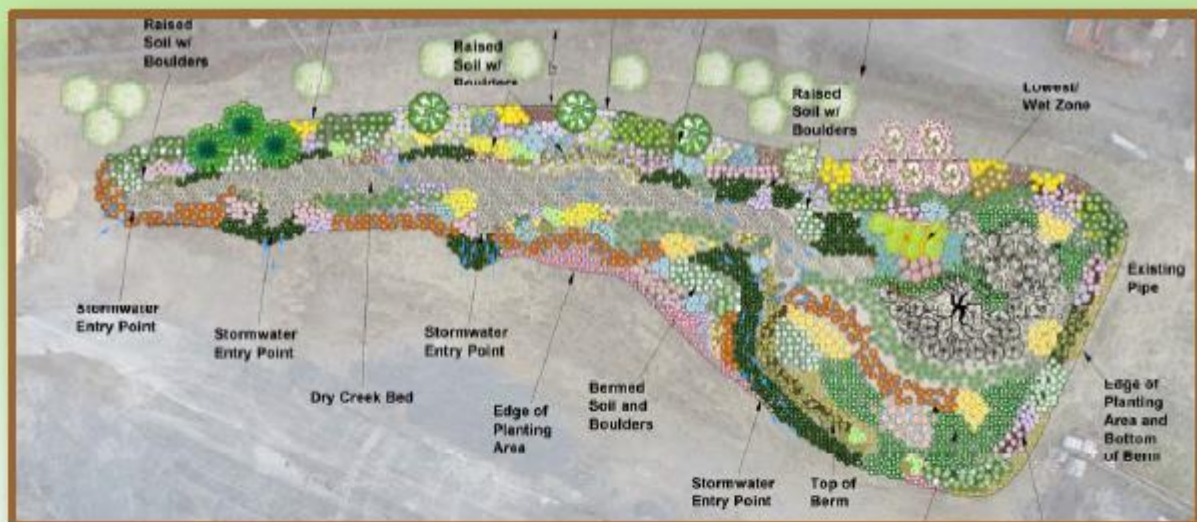 Raised
Soil w/
Boulders
Raised
Soil w/
Boulders
Raised
Soil w/
Boulders
Lowest/
Wet Zone
Existing
Pipe
Stormwater
Entry Point
Stormwater
Entry Point
Stormwater
Entry Point
Dry Creek Bed
Edge of
Planting
Area
Bermed
Soil and
Boulders
Stormwater
Entry Point
Top of
Berm
Edge of
Planting
Area and
Bottom
of Berm